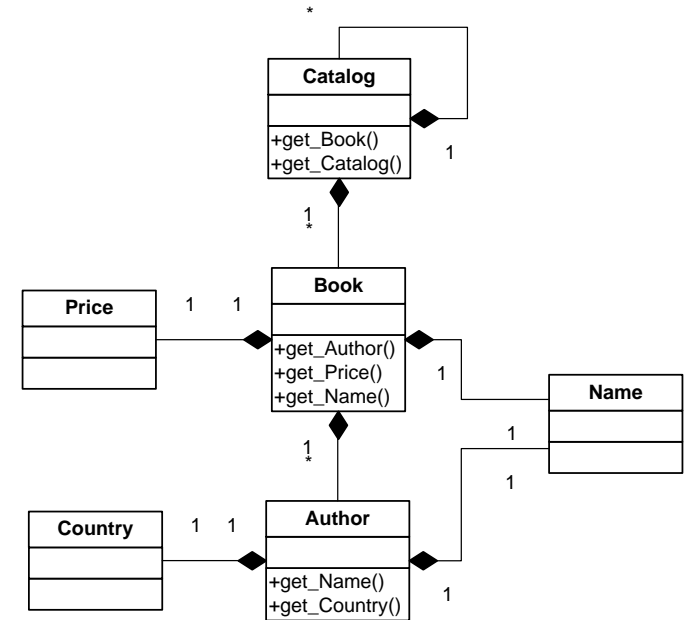 *
Catalog
+get_Book()
+get_Catalog()
1
1
*
Book
Price
1 1
+get_Author()
+get_Price()
+get_Name()
1
Name
1
1
1
*
Author
Country
1 1
+get_Name()
+get_Country()
1